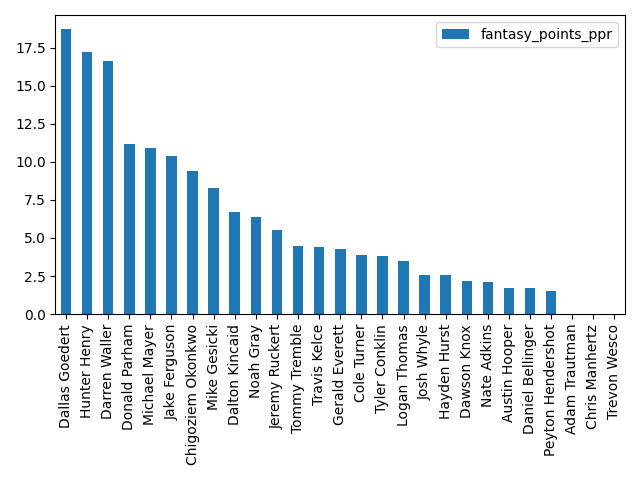 fantasy_points_ppr
17.5
15.0
12.5
10.0
7.5
5.0
2.5
0.0
Dallas Goedert
Hunter Henry
Darren Waller
Donald Parham
Michael Mayer
Jake Ferguson
Chigoziem Okonkwo
Mike Gesicki
Dalton Kincaid
Noah Gray
Jeremy Ruckert
Tommy Tremble
Travis Kelce
Gerald Everett
Cole Turner
Tyler Conklin
Logan Thomas
Josh Whyle
Hayden Hurst
Dawson Knox
Nate Adkins
Austin Hooper
Daniel Bellinger
Peyton Hendershot
Adam Trautman
Chris Manhertz
Trevon Wesco